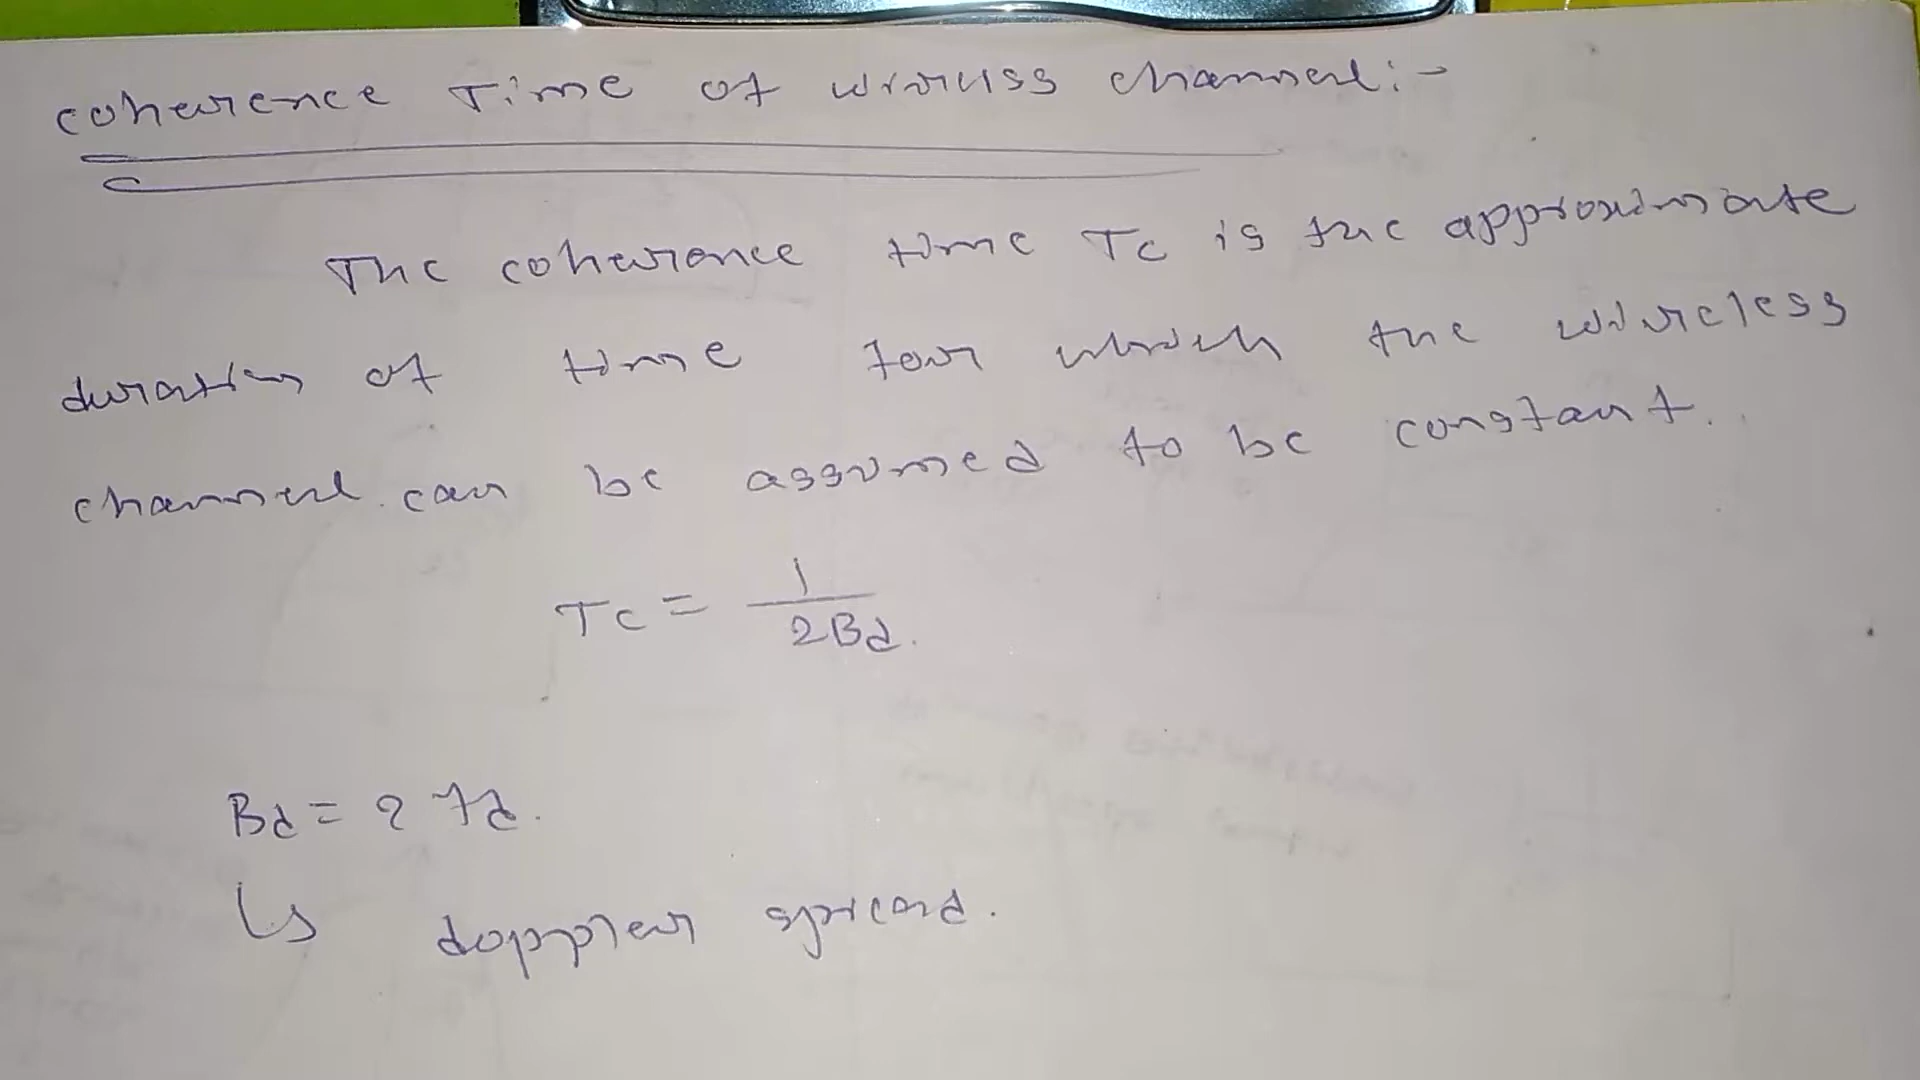 coherence Time of wireless channel:-
The coherence time Tc is the approximate
duration of time for which the wireless
channel can be assumed to be constant.
Tc = 1/2Bd.
Bd = 2 fd.
↳ doppler spread.